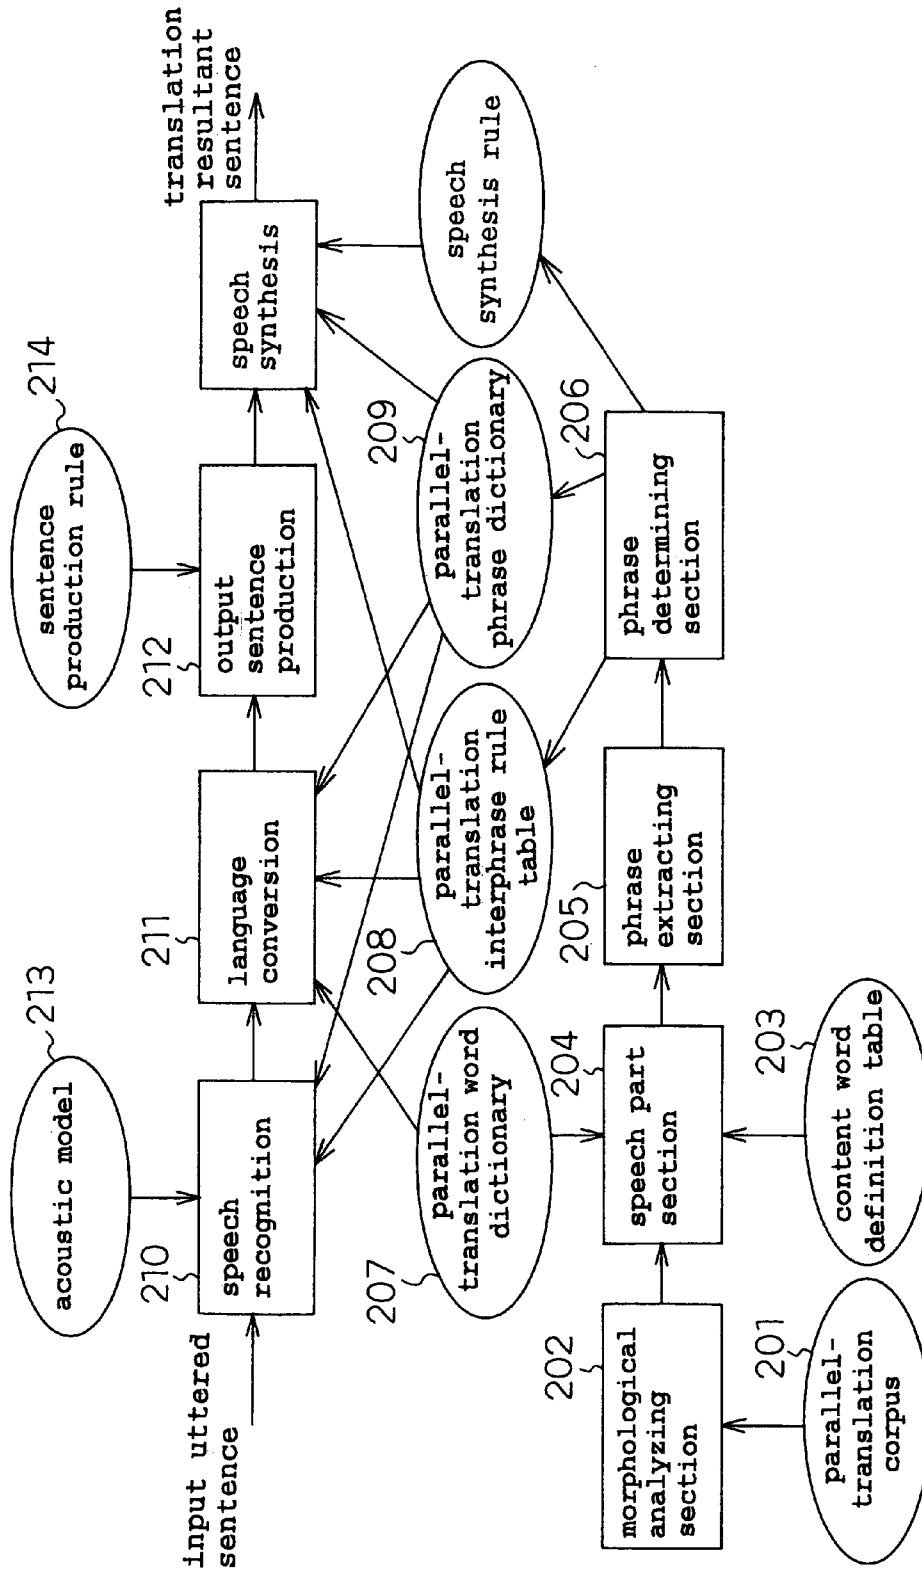 213
acoustic model
214
sentence
production rule
input uttered
sentence
210
speech
recognition
211
language
conversion
212
output
sentence
production
speech
synthesis
translation
resultant
sentence
207
parallel-
translation word
dictionary
208
parallel-
translation
interphrase rule
table
209
parallel-
translation
phrase dictionary
speech
synthesis rule
202
morphological
analyzing
section
204
speech part
section
205
phrase
extracting
section
206
phrase
determining
section
201
parallel-
translation
corpus
203
content word
definition table